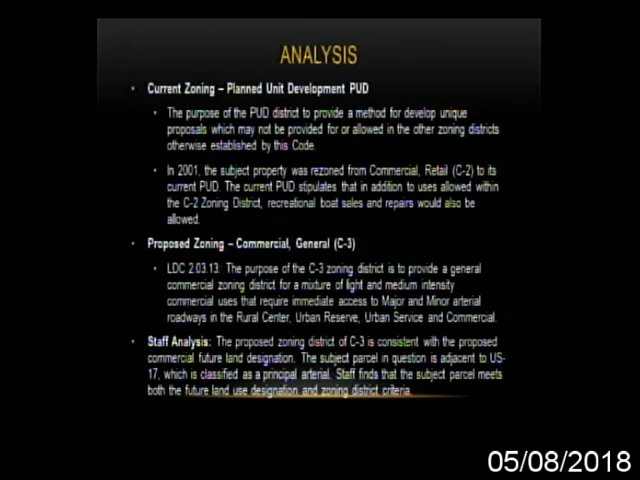 ANALYSIS
• Current Zoning – Planned Unit Development PUD
• The purpose of the PUD district to provide a method for develop unique
proposals which may not be provided for or allowed in the other zoning districts
otherwise established by this Code.
• In 2001, the subject property was rezoned from Commercial, Retail (C-2) to its
current PUD. The current PUD stipulates that in addition to uses allowed within
the C-2 Zoning District, recreational boat sales and repairs would also be
allowed.
• Proposed Zoning – Commercial, General (C-3)
• LDC 2.03.13: The purpose of the C-3 zoning district is to provide a general
commercial zoning district for a mixture of light and medium intensity
commercial uses that require immediate access to Major and Minor arterial
roadways in the Rural Center, Urban Reserve, Urban Service and Commercial.
• Staff Analysis: The proposed zoning district of C-3 is consistent with the proposed
commercial future land designation. The subject parcel in question is adjacent to US-
17, which is classified as a principal arterial. Staff finds that the subject parcel meets
both the future land use designation and zoning district criteria.
05/08/2018